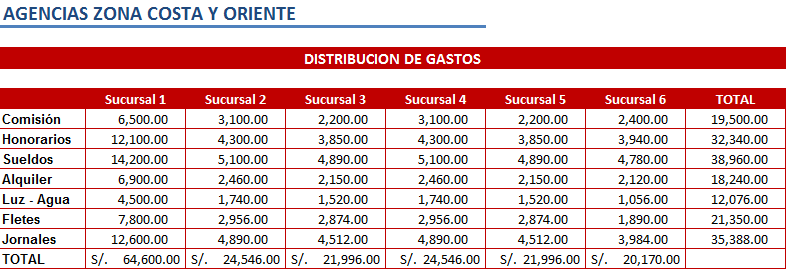 AGENCIAS ZONA COSTA Y ORIENTE
DISTRIBUCION DE GASTOS
Sucursal 1 Sucursal 2 Sucursal 3 Sucursal 4 Sucursal 5 Sucursal 6 TOTAL
Comisión 6,500.00 3,100.00 2,200.00 3,100.00 2,200.00 2,400.00 19,500.00
Honorarios 12,100.00 4,300.00 3,850.00 4,300.00 3,850.00 3,940.00 32,340.00
Sueldos 14,200.00 5,100.00 4,890.00 5,100.00 4,890.00 4,780.00 38,960.00
Alquiler 6,900.00 2,460.00 2,150.00 2,460.00 2,150.00 2,120.00 18,240.00
Luz - Agua 4,500.00 1,740.00 1,520.00 1,740.00 1,520.00 1,056.00 12,076.00
Fletes 7,800.00 2,956.00 2,874.00 2,956.00 2,874.00 1,890.00 21,350.00
Jornales 12,600.00 4,890.00 4,512.00 4,890.00 4,512.00 3,984.00 35,388.00
TOTAL S/. 64,600.00 S/. 24,546.00 S/. 21,996.00 S/. 24,546.00 S/. 21,996.00 S/. 20,170.00